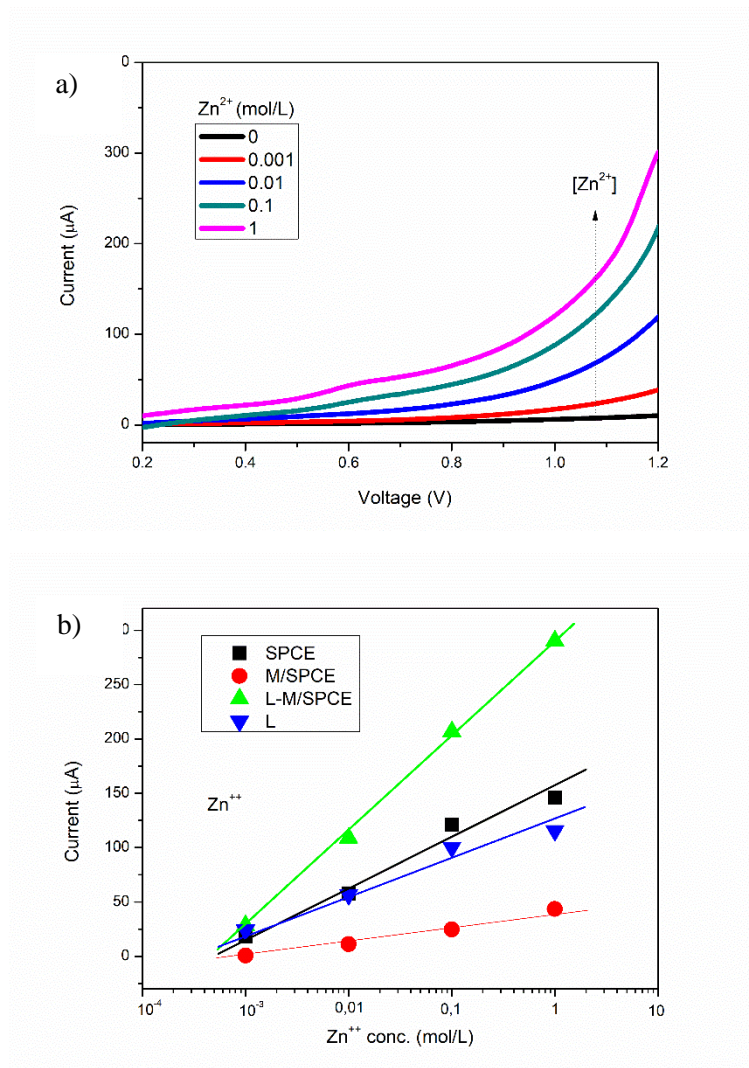 a)
0
Zn²⁺ (mol/L)
0
0.001
0.01
0.1
1
[Zn²⁺]
300
200
100
0
Current (µA)
0.2 0.4 0.6 0.8 1.0 1.2
Voltage (V)
b)
0
SPCE
M/SPCE
L-M/SPCE
L
Zn⁺⁺
250
200
150
100
50
0
Current (µA)
10⁻⁴ 10⁻³ 0,01 0,1 1 10
Zn⁺⁺ conc. (mol/L)